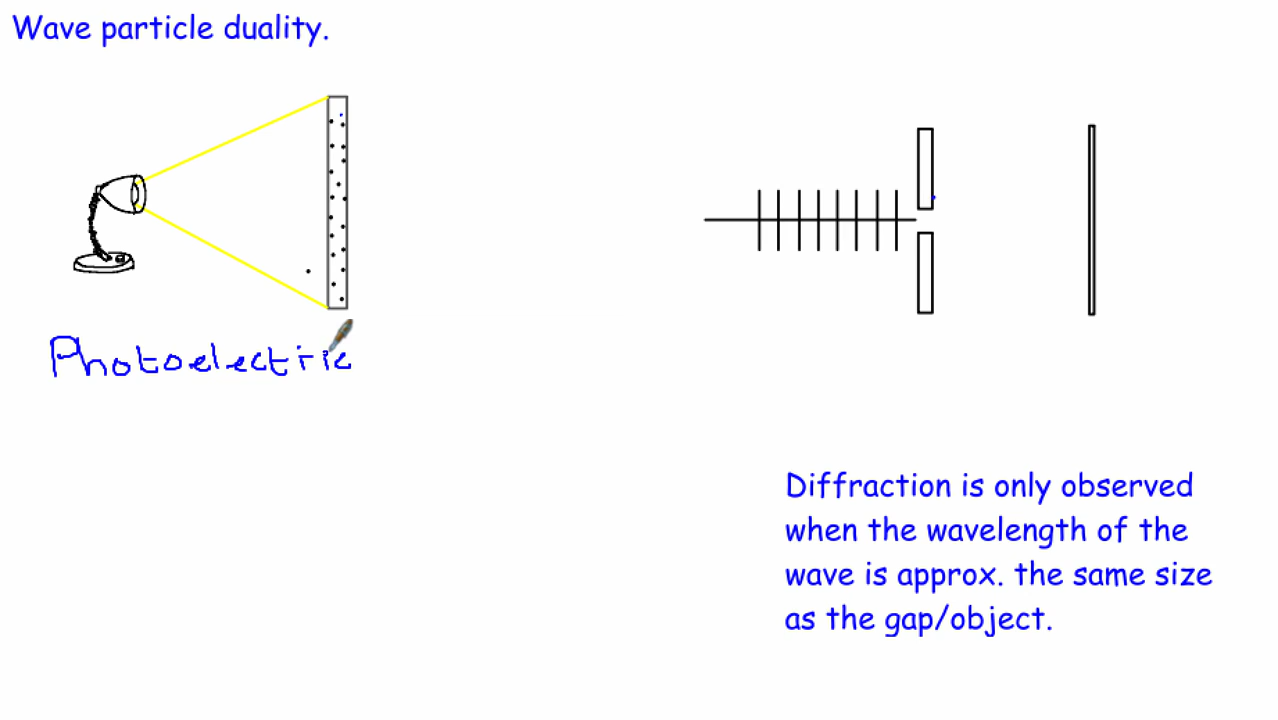 Wave particle duality.
Photoelectric
Diffraction is only observed
when the wavelength of the
wave is approx. the same size
as the gap/object.